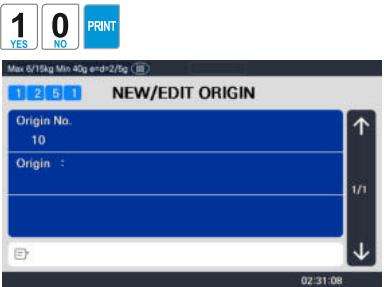 1 0 PRINT
YES NO
Max 6/15kg Min 40g e=d=2/5g (III)
1 2 5 1 NEW/EDIT ORIGIN
Origin No.
10
Origin :
1/1
02:31:08